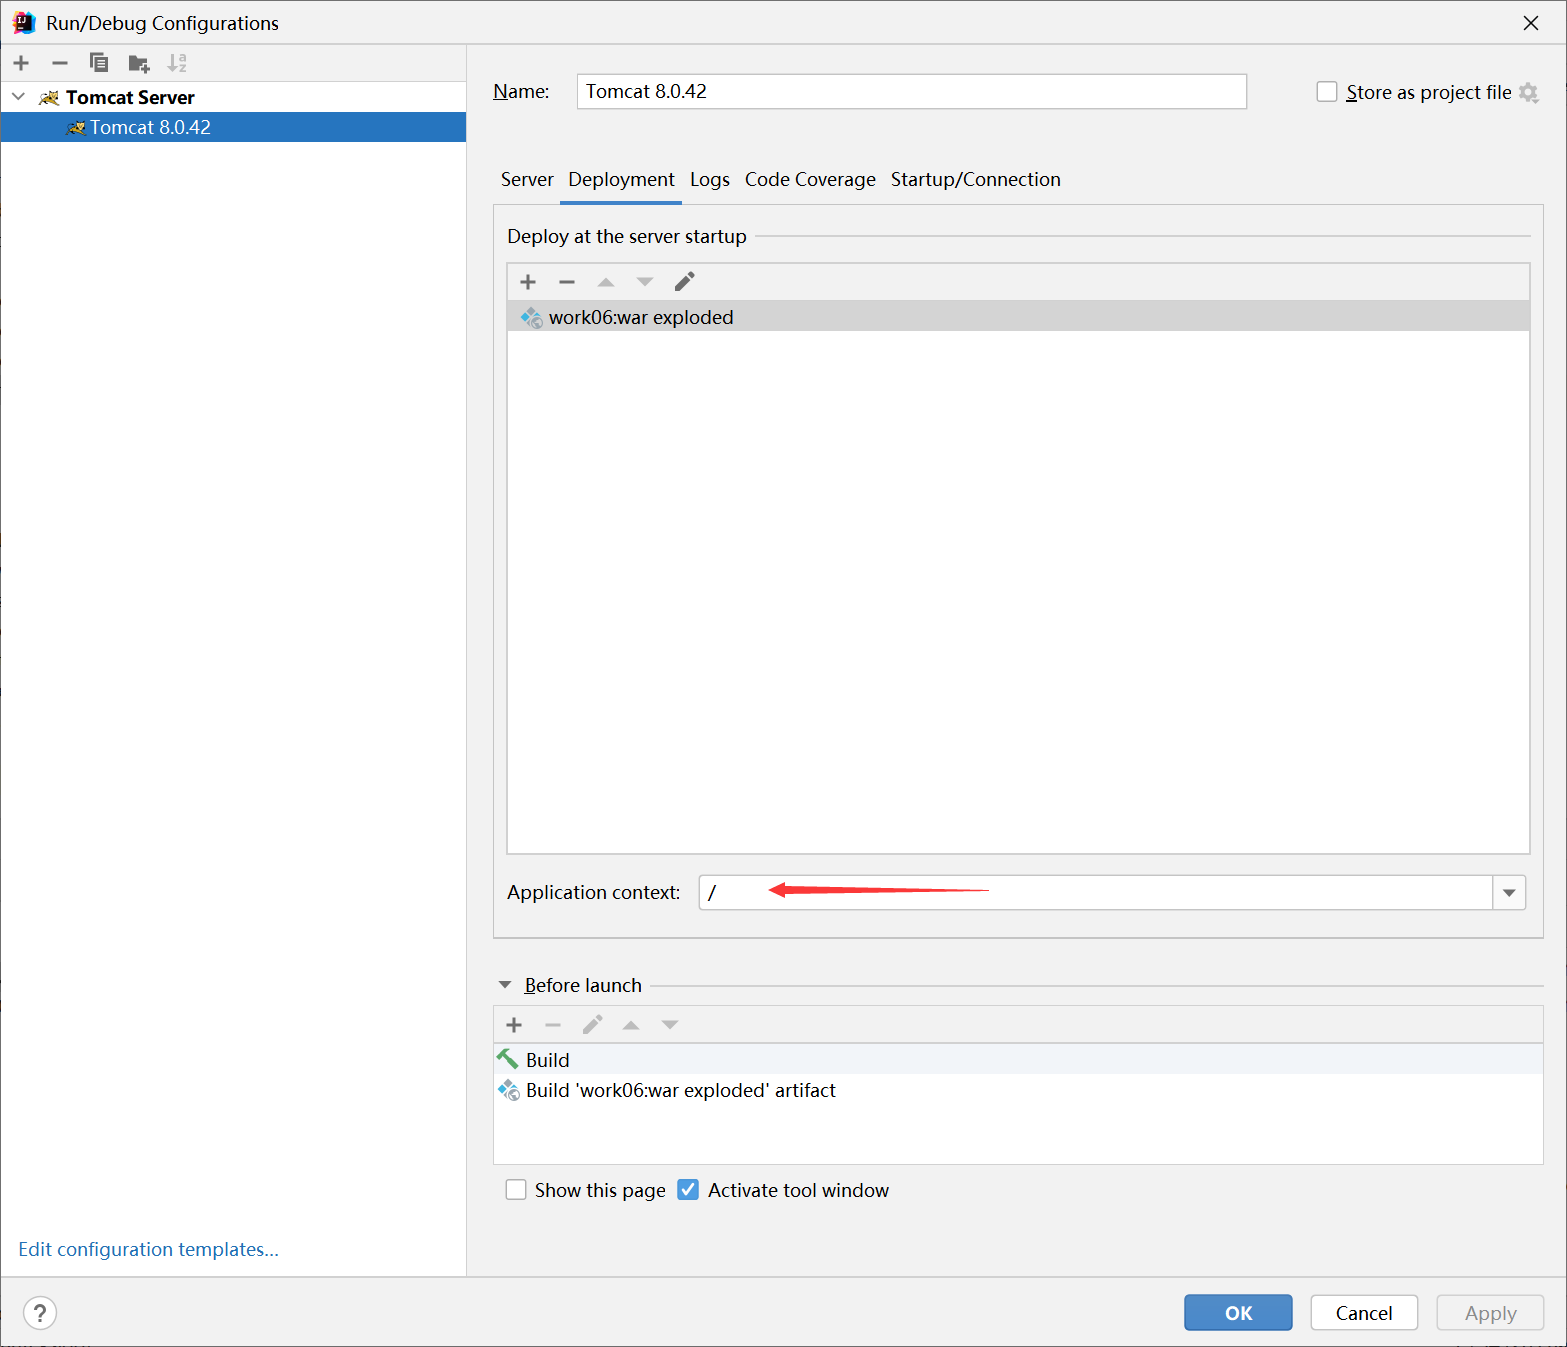 Run/Debug Configurations
Tomcat Server
Tomcat 8.0.42
Edit configuration templates...
Name: Tomcat 8.0.42 Store as project file
Server Deployment Logs Code Coverage Startup/Connection
Deploy at the server startup
work06:war exploded
Application context: /
Before launch
Build
Build 'work06:war exploded' artifact
Show this page Activate tool window
? OK Cancel Apply